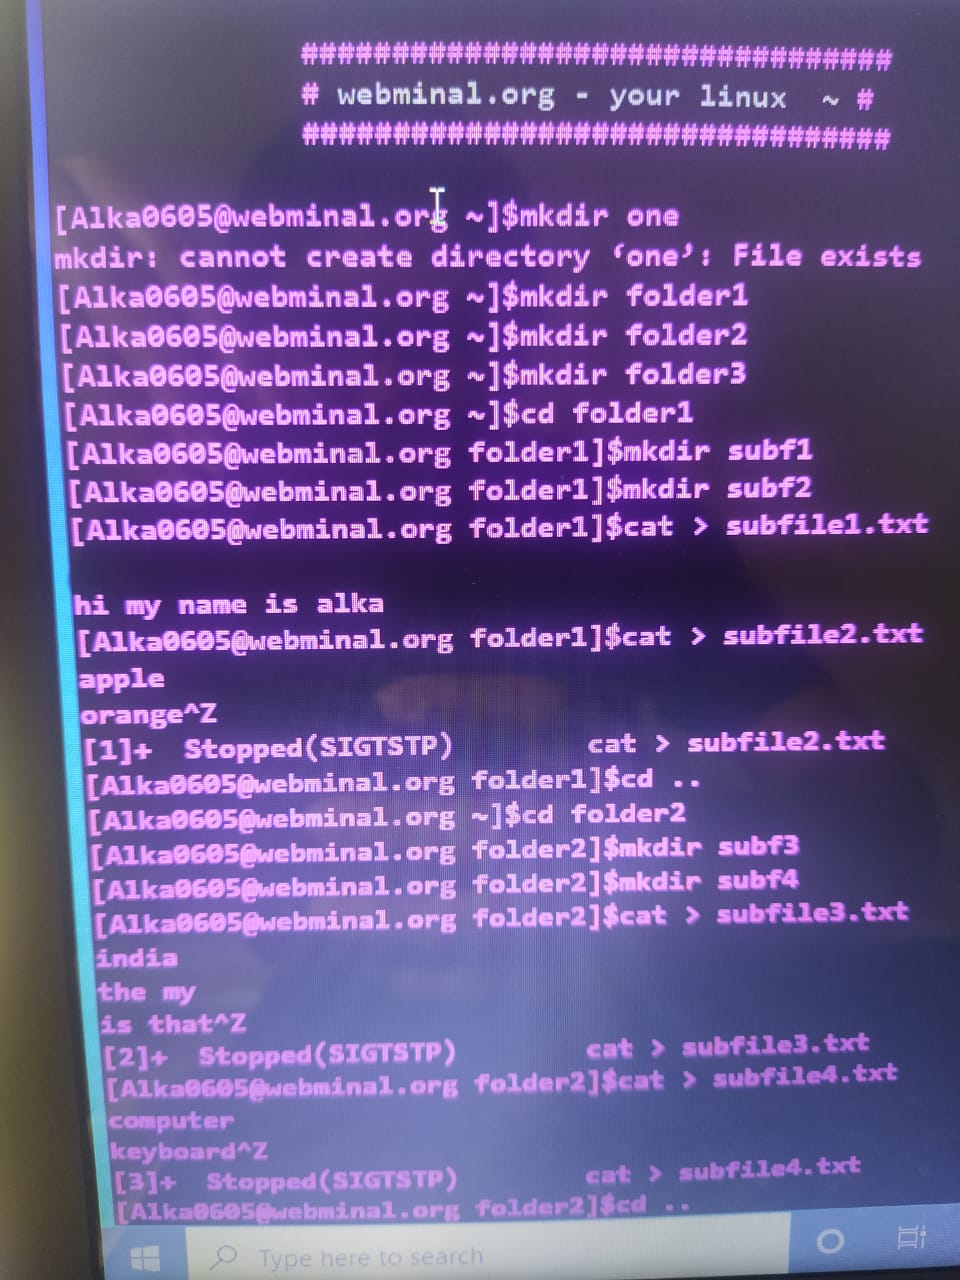 ################################
# webminal.org - your linux ~ #
################################
[Alka0605@webminal.org ~]$mkdir one
mkdir: cannot create directory ‘one’: File exists
[Alka0605@webminal.org ~]$mkdir folder1
[Alka0605@webminal.org ~]$mkdir folder2
[Alka0605@webminal.org ~]$mkdir folder3
[Alka0605@webminal.org ~]$cd folder1
[Alka0605@webminal.org folder1]$mkdir subf1
[Alka0605@webminal.org folder1]$mkdir subf2
[Alka0605@webminal.org folder1]$cat > subfile1.txt
hi my name is alka
[Alka0605@webminal.org folder1]$cat > subfile2.txt
apple
orange^Z
[1]+  Stopped(SIGTSTP)        cat > subfile2.txt
[Alka0605@webminal.org folder1]$cd ..
[Alka0605@webminal.org ~]$cd folder2
[Alka0605@webminal.org folder2]$mkdir subf3
[Alka0605@webminal.org folder2]$mkdir subf4
[Alka0605@webminal.org folder2]$cat > subfile3.txt
india
the my
is that^Z
[2]+  Stopped(SIGTSTP)        cat > subfile3.txt
[Alka0605@webminal.org folder2]$cat > subfile4.txt
computer
keyboard^Z
[3]+  Stopped(SIGTSTP)        cat > subfile4.txt
[Alka0605@webminal.org folder2]$cd ..
Type here to search